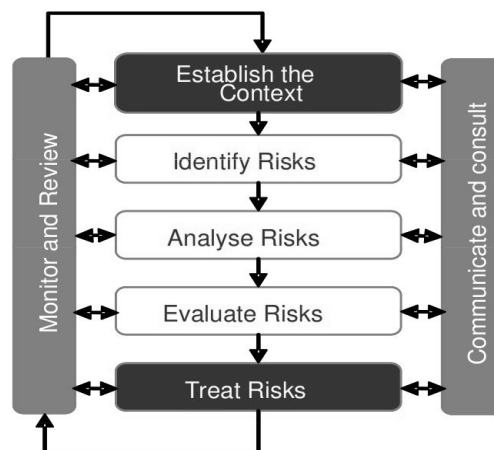 Establish the
Context
Identify Risks
Analyse Risks
Evaluate Risks
Treat Risks
Monitor and Review
Communicate and consult